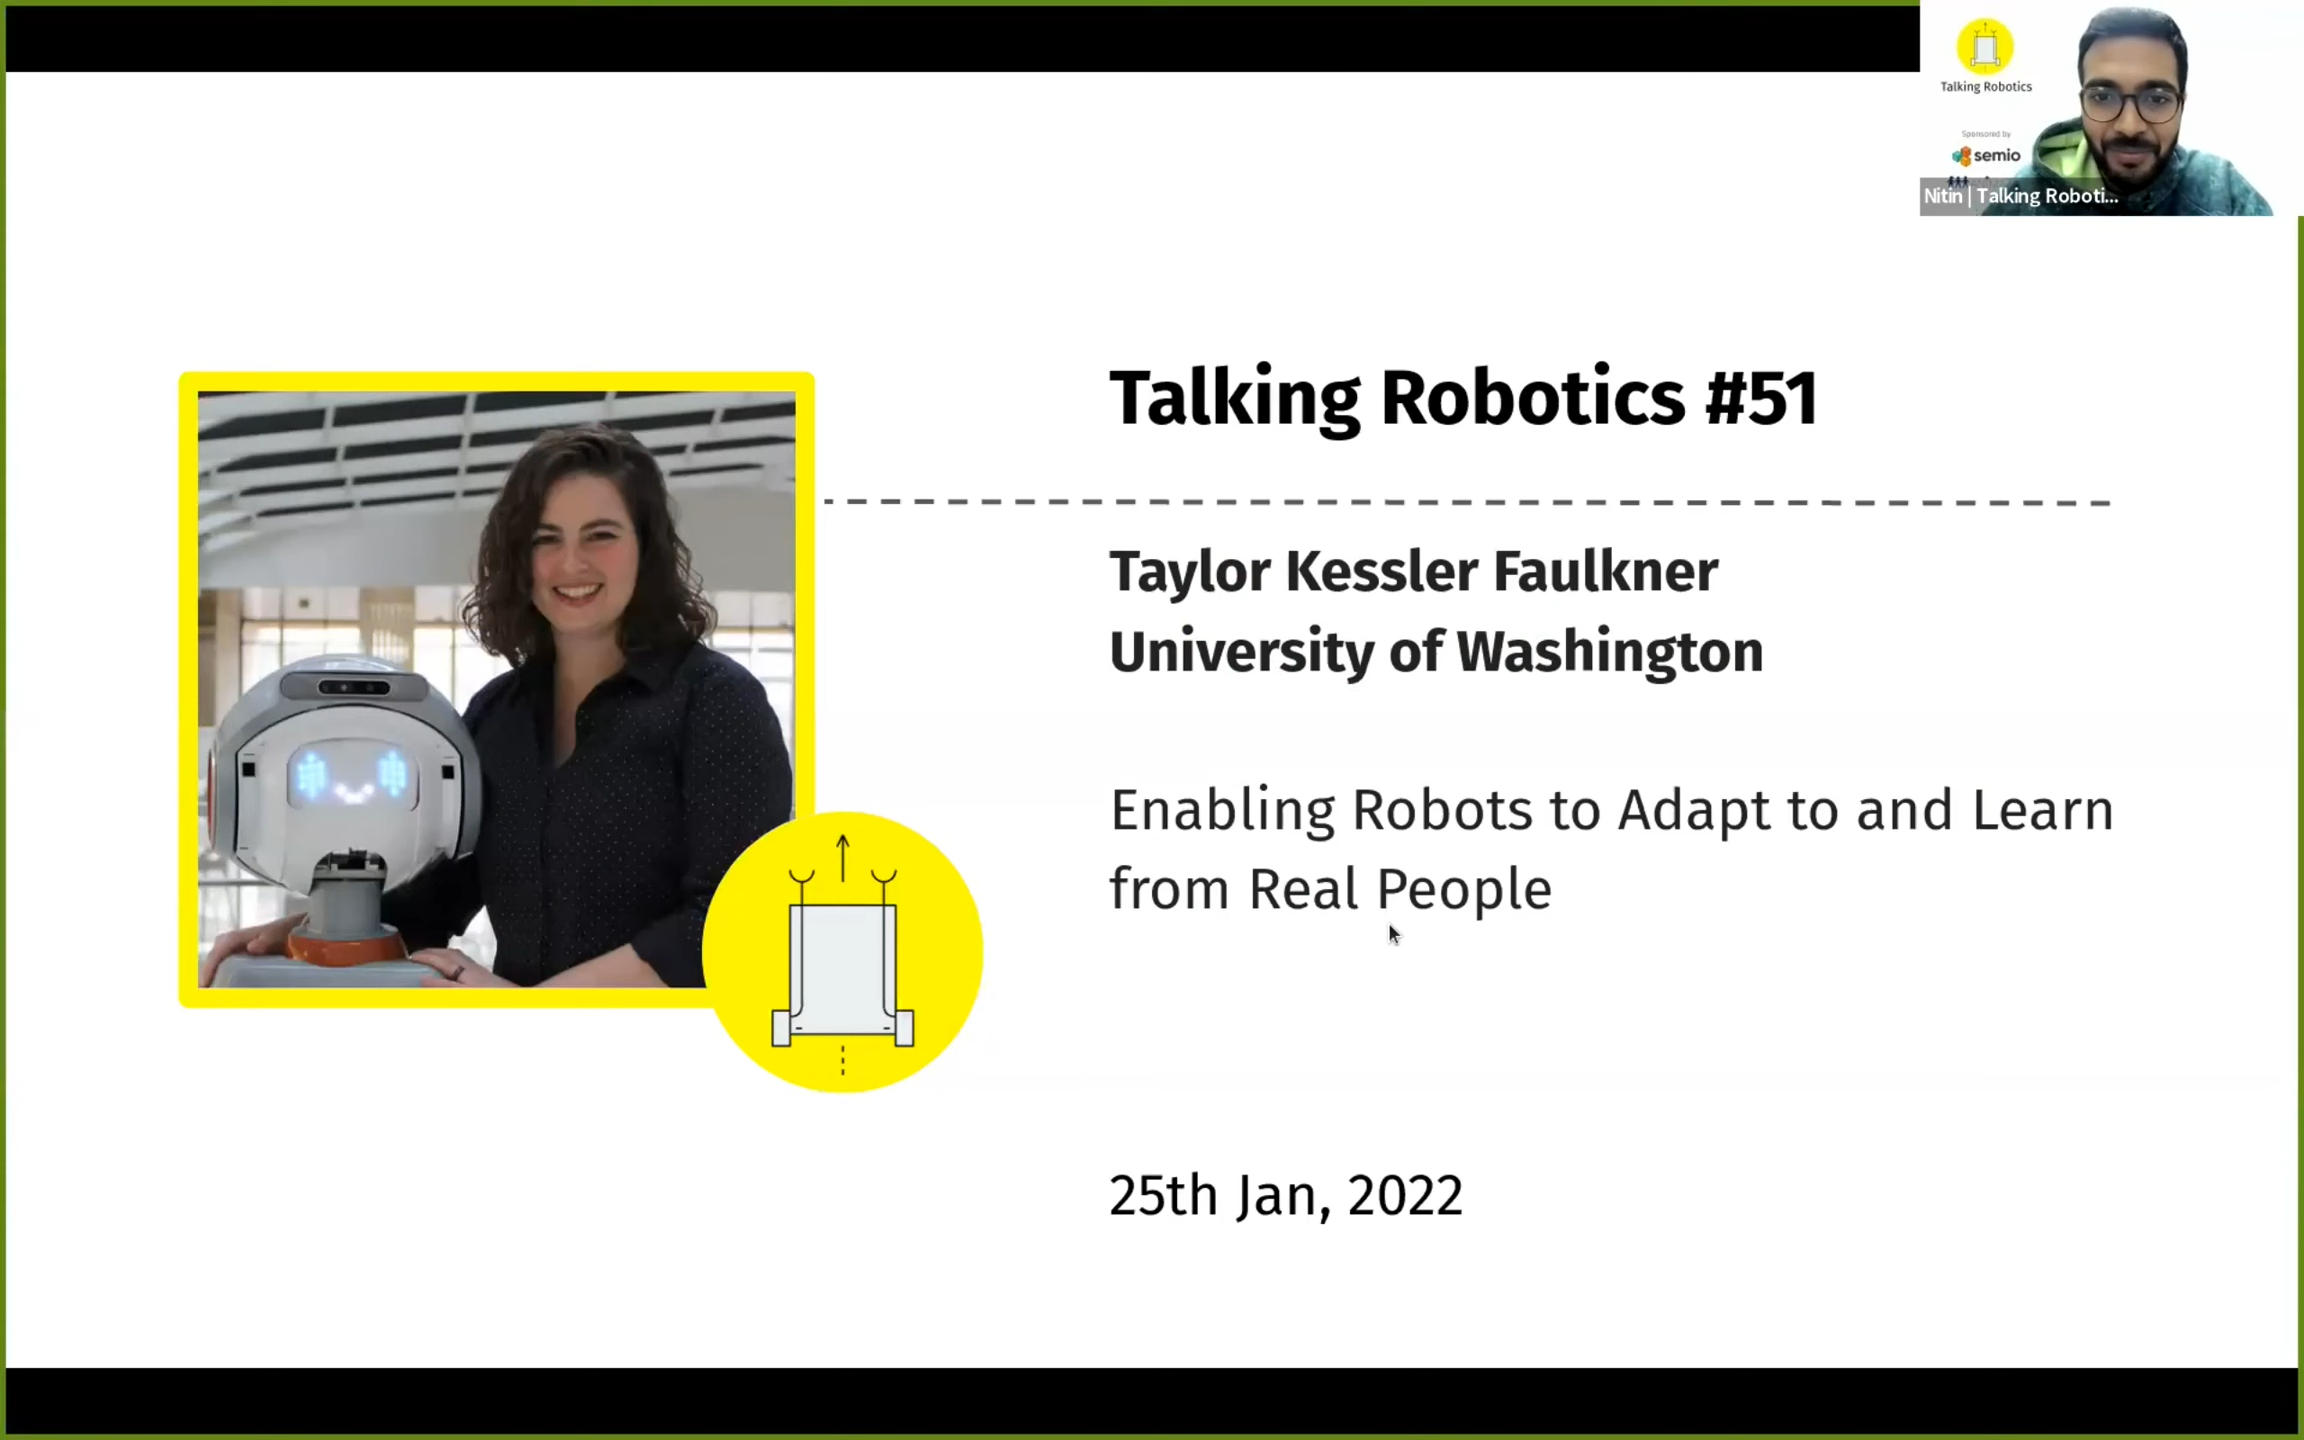 Talking Robotics
Sponsored by
semio
Nitin | Talking Roboti...
Talking Robotics #51
Taylor Kessler Faulkner
University of Washington
Enabling Robots to Adapt to and Learn
from Real People
25th Jan, 2022